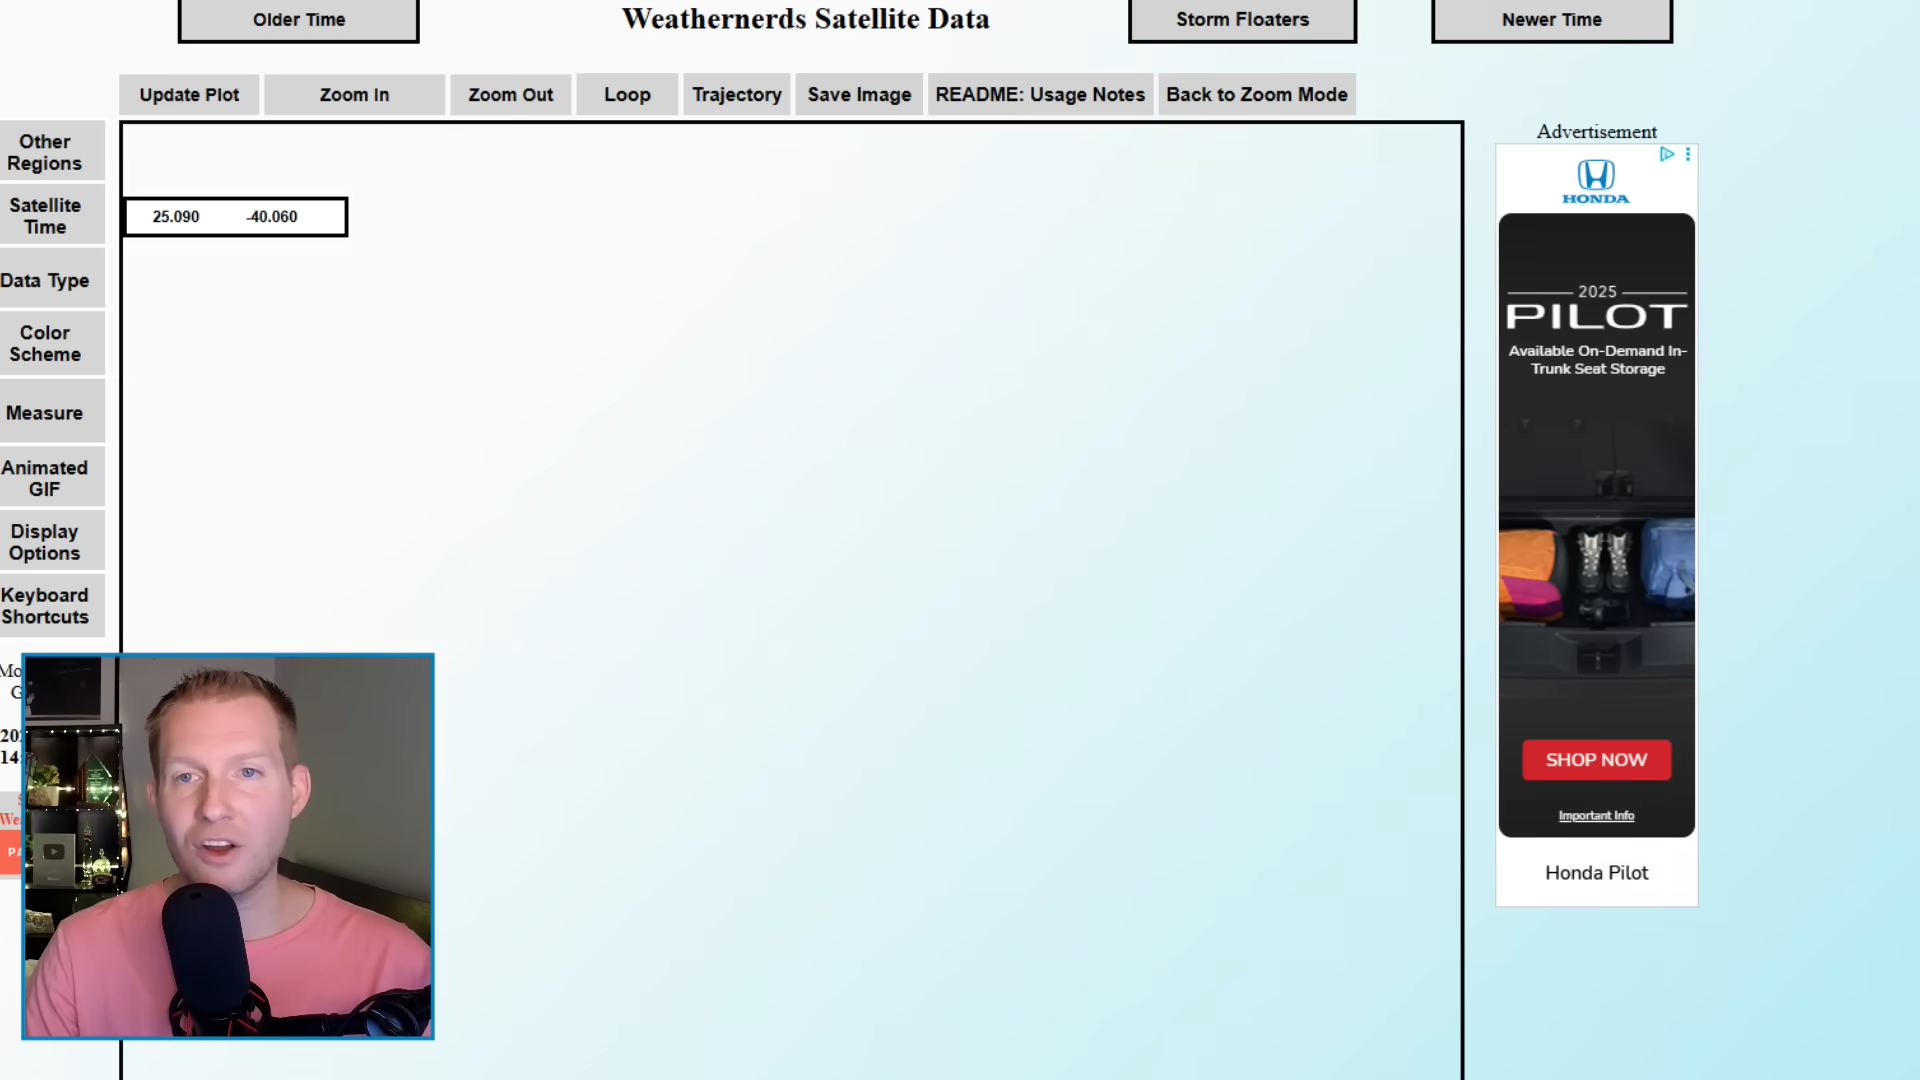 Older Time
Weathernerds Satellite Data
Storm Floaters
Newer Time
Update Plot
Zoom In
Zoom Out
Loop
Trajectory
Save Image
README: Usage Notes
Back to Zoom Mode
Other
Regions
Satellite
Time
Data Type
Color
Scheme
Measure
Animated
GIF
Display
Options
Keyboard
Shortcuts
25.090 -40.060
Advertisement
HONDA
2025
PILOT
Available On-Demand In-
Trunk Seat Storage
SHOP NOW
Important Info
Honda Pilot